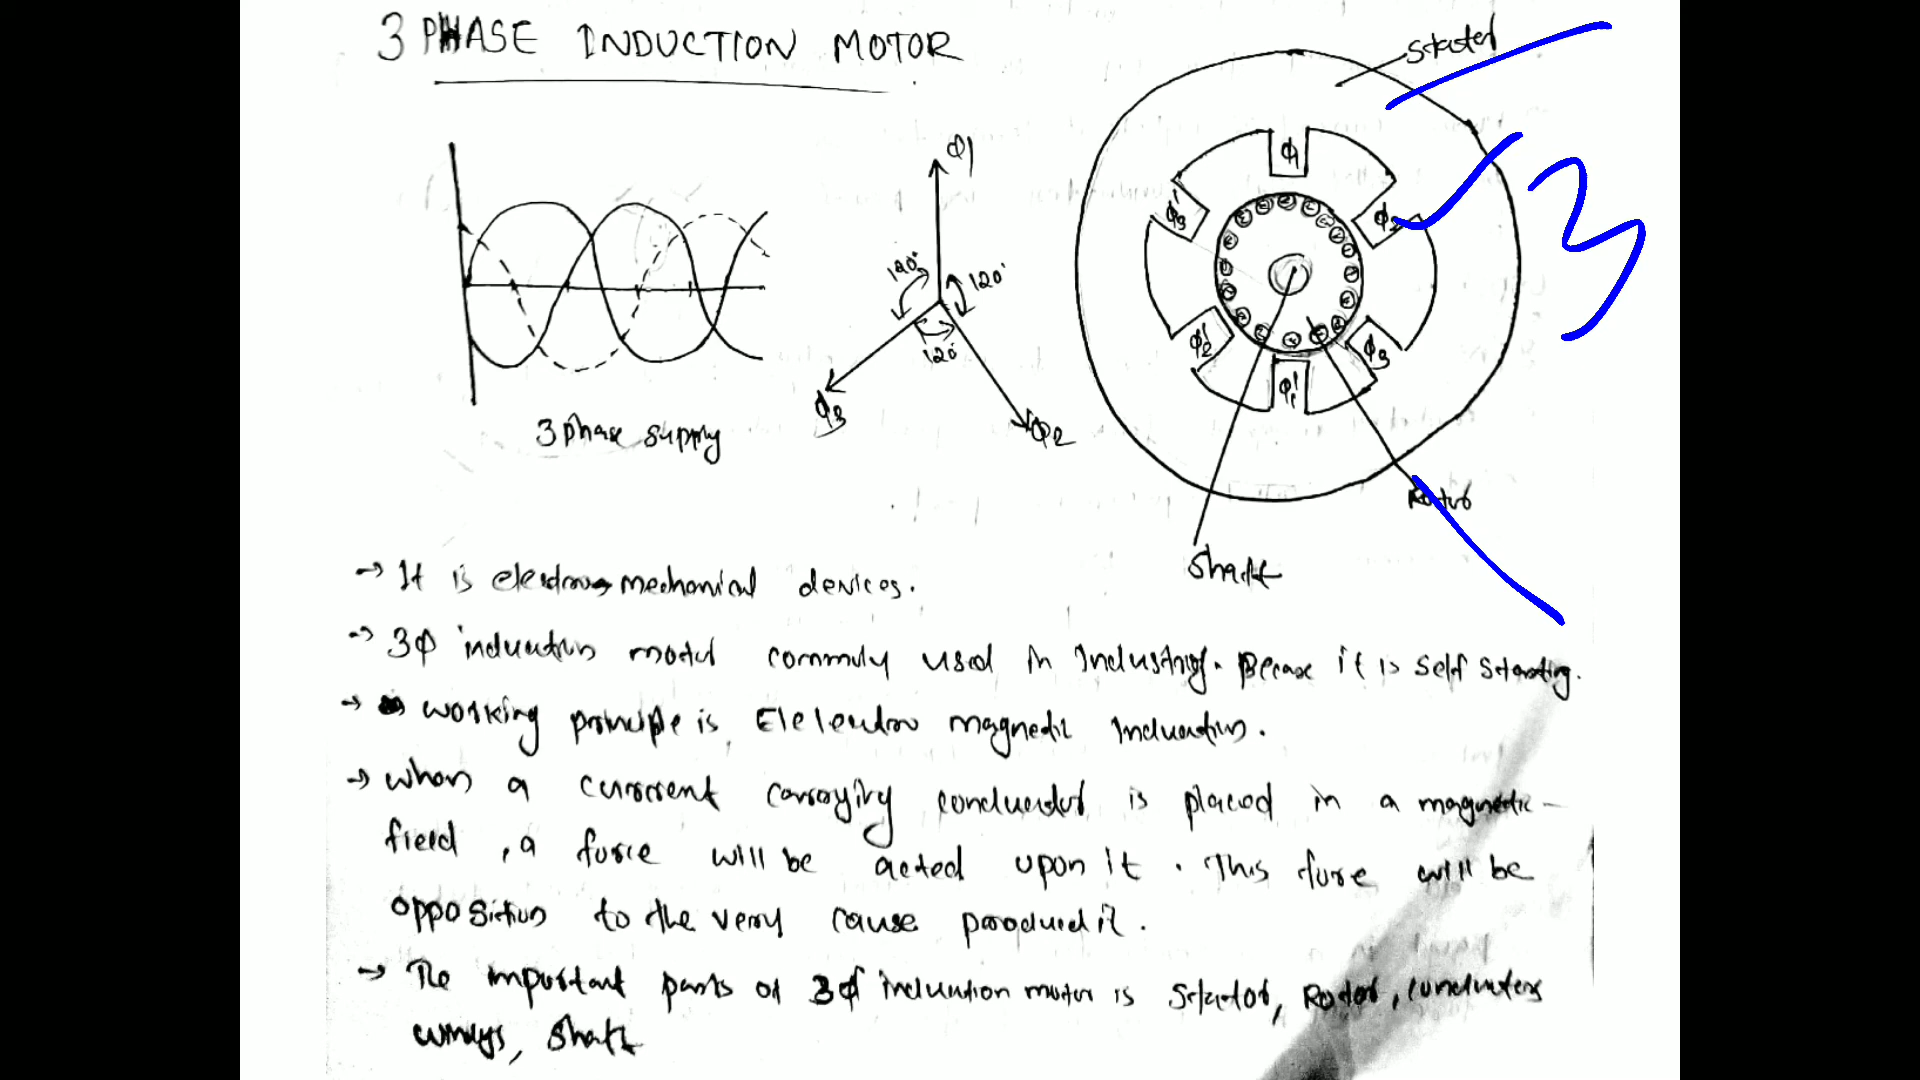 3 PHASE INDUCTION MOTOR
Stator
Φ1
Φ1
Φ2
Φ3'
120°
120°
120°
Φ2'
Φ3
Φ1'
Φ3
Φ2
3 phase supply
3
Rotor
Shaft
→ It is electro mechanical devices.
→ 3Φ induction motor commonly used in Industry. Because it is self starting.
→ working principle is Electro magnetic Induction.
→ When a current carrying conductor is placed in a magnetic
field, a force will be acted upon it. This force will be
opposition to the very cause produced it.
→ The important parts of 3Φ induction motor is Stator, Rotor, conductors
Shaft